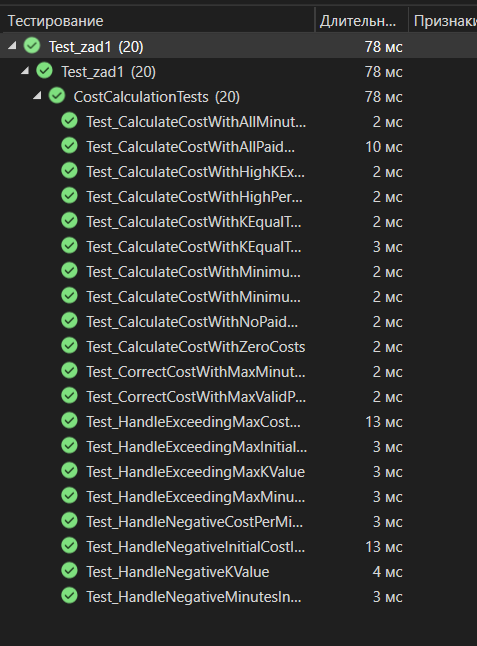 Тестирование Длительн... Признаки
Test_zad1 (20) 78 мс
Test_zad1 (20) 78 мс
CostCalculationTests (20) 78 мс
Test_CalculateCostWithAllMinut... 2 мс
Test_CalculateCostWithAllPaid... 10 мс
Test_CalculateCostWithHighKEx... 2 мс
Test_CalculateCostWithHighPer... 2 мс
Test_CalculateCostWithKEqualT... 2 мс
Test_CalculateCostWithKEqualT... 3 мс
Test_CalculateCostWithMinimu... 2 мс
Test_CalculateCostWithMinimu... 2 мс
Test_CalculateCostWithNoPaid... 2 мс
Test_CalculateCostWithZeroCosts 2 мс
Test_CorrectCostWithMaxMinut... 2 мс
Test_CorrectCostWithMaxValidP... 2 мс
Test_HandleExceedingMaxCost... 13 мс
Test_HandleExceedingMaxInitial... 3 мс
Test_HandleExceedingMaxKValue 3 мс
Test_HandleExceedingMaxMinu... 3 мс
Test_HandleNegativeCostPerMi... 3 мс
Test_HandleNegativeInitialCostI... 13 мс
Test_HandleNegativeKValue 4 мс
Test_HandleNegativeMinutesIn... 3 мс